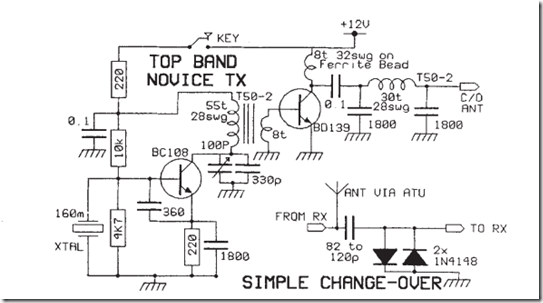 KEY
+12V
TOP BAND
NOVICE TX
8t 32swg on
Ferrite Bead
220
T50-2
T50-2
55t
28swg
0.1
30t
28swg
C/O
ANT
0.1
8t
BD139
1800
1800
10k
100P
BC108
330p
ANT VIA ATU
160m
XTAL
4K7
360
FROM RX
TO RX
220
1800
82 to
120p
2x
1N4148
SIMPLE CHANGE-OVER